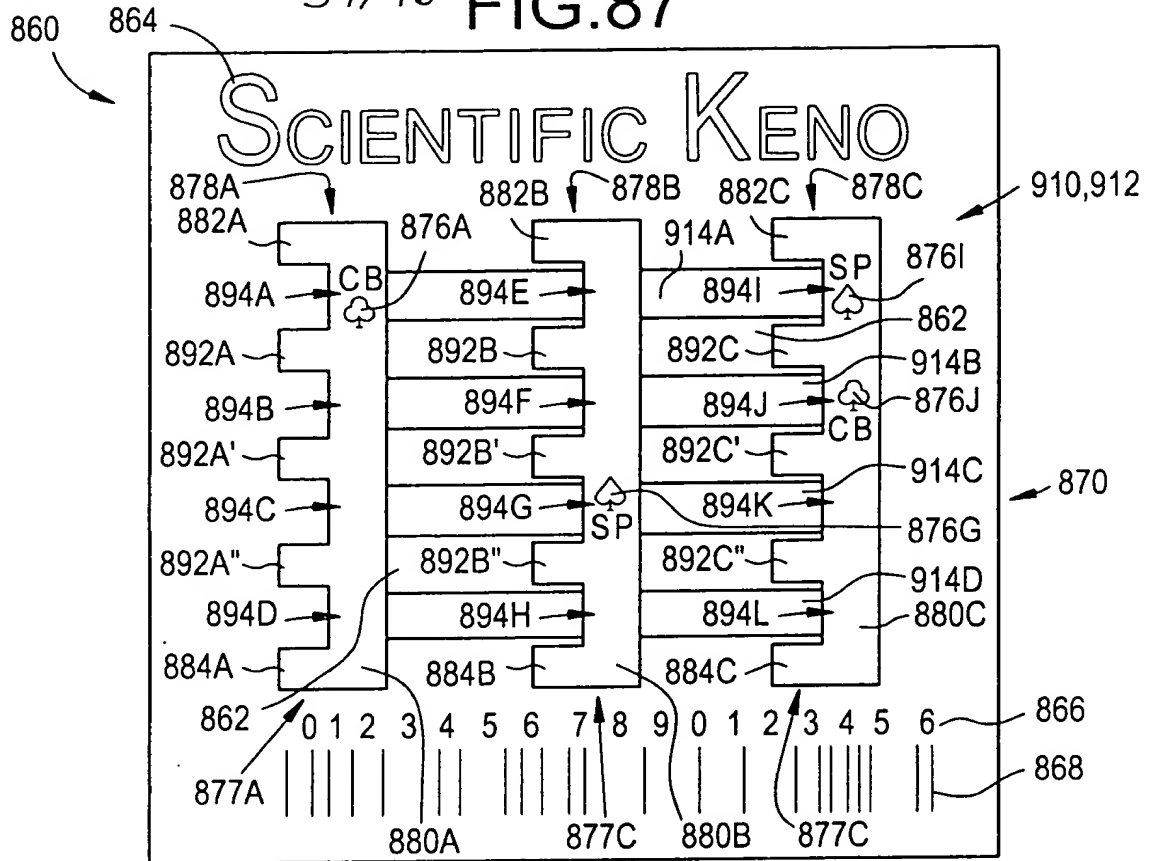 FIG.87
860
864
SCIENTIFIC KENO
878A 882B 878B 882C 878C 910,912
882A 876A 914A SP 876I
894A CB 894E 894I 862
892A 892B 892C 914B
894B 894F 894J 876J
892A' 892B' 892C' CB
894C 894G SP 894K 914C 870
876G
892A" 892B" 892C" 914D
894D 894H 894L 880C
884A 884B 884C
862 0 1 2 3 4 5 6 7 8 9 0 1 2 3 4 5 6 866
877A 868
880A 877C 880B 877C